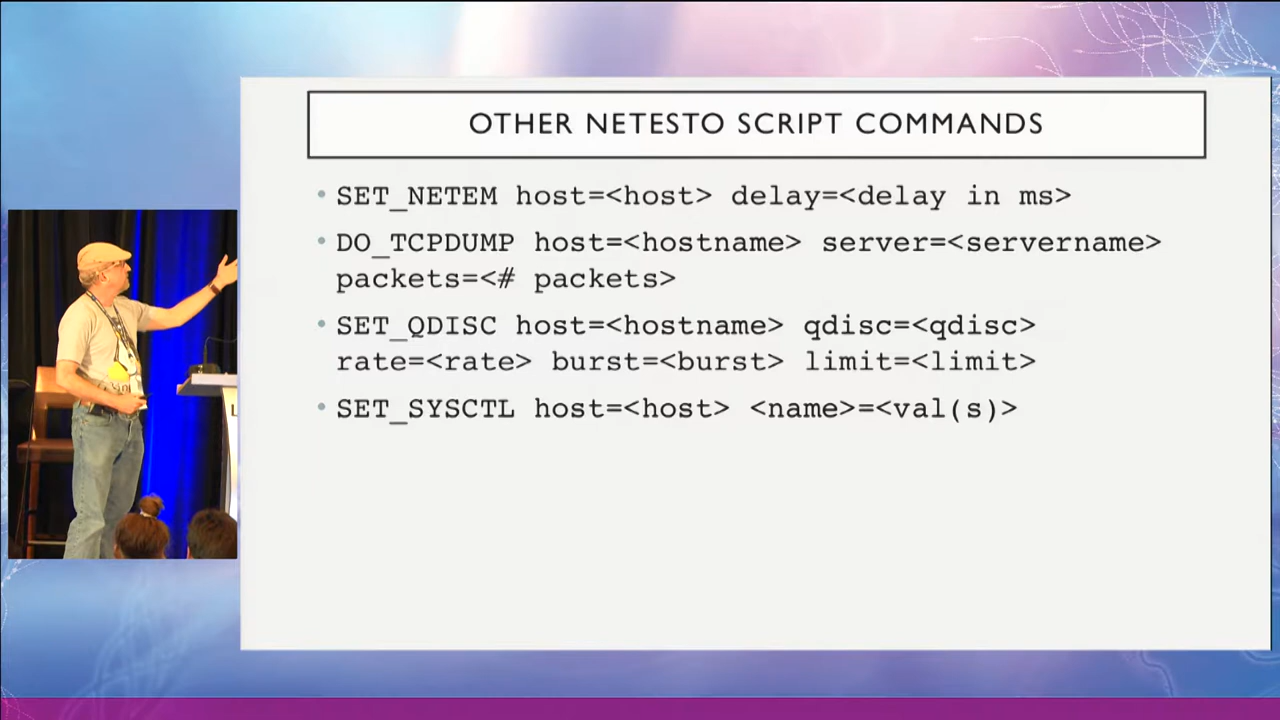 OTHER NETESTO SCRIPT COMMANDS
• SET_NETEM host=<host> delay=<delay in ms>
• DO_TCPDUMP host=<hostname> server=<servername>
packets=<# packets>
• SET_QDISC host=<hostname> qdisc=<qdisc>
rate=<rate> burst=<burst> limit=<limit>
• SET_SYSCTL host=<host> <name>=<val(s)>